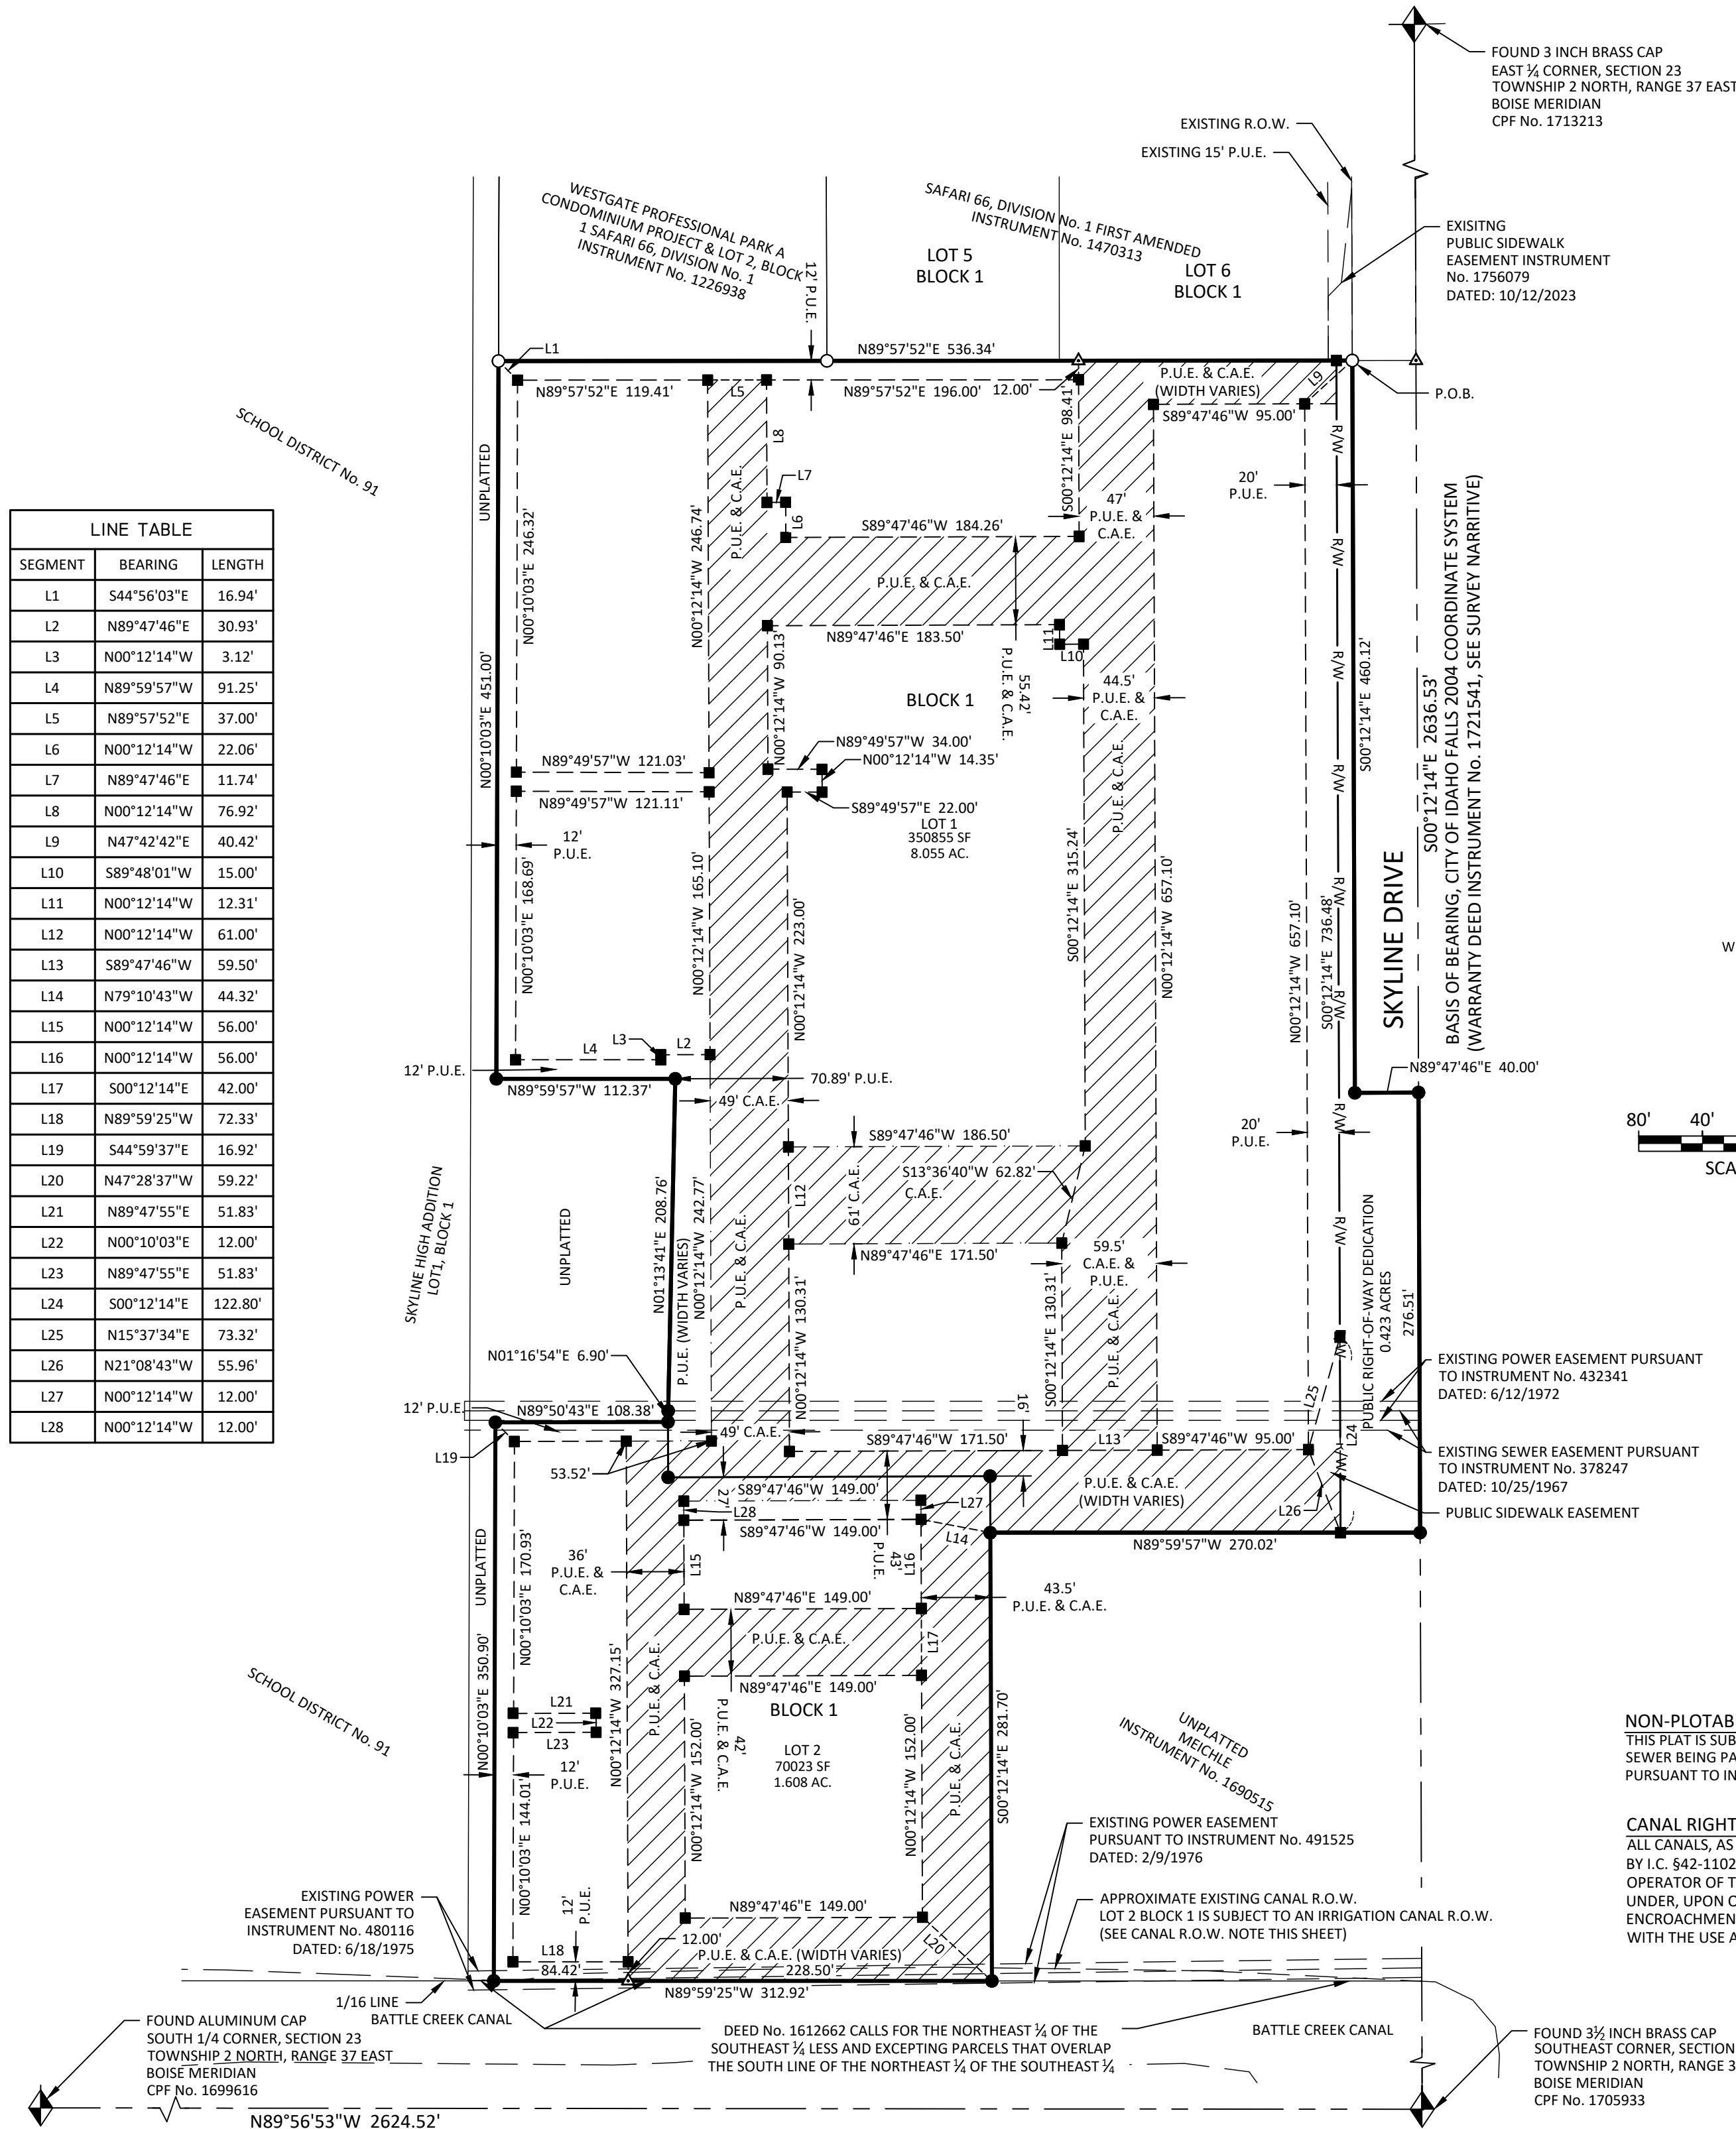 FOUND 3 INCH BRASS CAP
EAST ¼ CORNER, SECTION 23
TOWNSHIP 2 NORTH, RANGE 37 EAST
BOISE MERIDIAN
CPF No. 1713213
EXISTING R.O.W.
EXISTING 15' P.U.E.
WESTGATE PROFESSIONAL PARK A
CONDOMINIUM PROJECT & LOT 2, BLOCK
1 SAFARI 66, DIVISION No. 1
INSTRUMENT No. 1226938
SAFARI 66, DIVISION No. 1 FIRST AMENDED
INSTRUMENT No. 1470313
LOT 5
BLOCK 1
LOT 6
BLOCK 1
12' P.U.E.
EXISITNG
PUBLIC SIDEWALK
EASEMENT INSTRUMENT
No. 1756079
DATED: 10/12/2023
L1
N89°57'52"E 536.34'
N89°57'52"E 119.41'
L5
N89°57'52"E 196.00'
12.00'
P.U.E. & C.A.E.
(WIDTH VARIES)
L9
S89°47'46"W 95.00'
P.O.B.
SCHOOL DISTRICT No. 91
UNPLATTED
N00°10'03"E 451.00'
N00°10'03"E 246.32'
N00°12'14"W 246.74'
P.U.E. & C.A.E.
L8
L7
L6
S00°12'14"E 98.41'
47'
P.U.E. &
C.A.E.
20'
P.U.E.
S89°47'46"W 184.26'
P.U.E. & C.A.E.
N89°47'46"E 183.50'
L11
L10
55.42'
P.U.E. & C.A.E.
N00°12'14"W 90.13'
BLOCK 1
44.5'
P.U.E. &
C.A.E.
P.U.E. & C.A.E.
N89°49'57"W 34.00'
N00°12'14"W 14.35'
S89°49'57"E 22.00'
LOT 1
350855 SF
8.055 AC.
N89°49'57"W 121.03'
N89°49'57"W 121.11'
12'
P.U.E.
N00°10'03"E 168.69'
N00°12'14"W 165.10'
N00°12'14"W 223.00'
S00°12'14"E 315.24'
N00°12'14"W 657.10'
N00°12'14"W 657.10'
S00°12'14"E 736.48'
R/W
R/W
R/W
R/W
R/W
R/W
R/W
R/W
R/W
R/W
S00°12'14"E 460.12'
SKYLINE DRIVE
S00°12'14"E 2636.53'
BASIS OF BEARING, CITY OF IDAHO FALLS 2004 COORDINATE SYSTEM
(WARRANTY DEED INSTRUMENT No. 1721541, SEE SURVEY NARRITIVE)
W
LINE TABLE
SEGMENT BEARING LENGTH
L1 S44°56'03"E 16.94'
L2 N89°47'46"E 30.93'
L3 N00°12'14"W 3.12'
L4 N89°59'57"W 91.25'
L5 N89°57'52"E 37.00'
L6 N00°12'14"W 22.06'
L7 N89°47'46"E 11.74'
L8 N00°12'14"W 76.92'
L9 N47°42'42"E 40.42'
L10 S89°48'01"W 15.00'
L11 N00°12'14"W 12.31'
L12 N00°12'14"W 61.00'
L13 S89°47'46"W 59.50'
L14 N79°10'43"W 44.32'
L15 N00°12'14"W 56.00'
L16 N00°12'14"W 56.00'
L17 S00°12'14"E 42.00'
L18 N89°59'25"W 72.33'
L19 S44°59'37"E 16.92'
L20 N47°28'37"W 59.22'
L21 N89°47'55"E 51.83'
L22 N00°10'03"E 12.00'
L23 N89°47'55"E 51.83'
L24 S00°12'14"E 122.80'
L25 N15°37'34"E 73.32'
L26 N21°08'43"W 55.96'
L27 N00°12'14"W 12.00'
L28 N00°12'14"W 12.00'
L3
L4
L2
12' P.U.E.
N89°59'57"W 112.37'
70.89' P.U.E.
49' C.A.E.
N89°47'46"E 40.00'
80' 40'
SCA
20'
P.U.E.
S89°47'46"W 186.50'
S13°36'40"W 62.82'
C.A.E.
61' C.A.E.
L12
N89°47'46"E 171.50'
59.5'
C.A.E. &
P.U.E.
SKYLINE HIGH ADDITION
LOT1, BLOCK 1
UNPLATTED
N01°13'41"E 208.76'
P.U.E. (WIDTH VARIES)
N00°12'14"W 242.77'
P.U.E. & C.A.E.
N00°12'14"W 130.31'
S00°12'14"E 130.31'
P.U.E. & C.A.E.
PUBLIC RIGHT-OF-WAY DEDICATION
0.423 ACRES
276.51'
N01°16'54"E 6.90'
12' P.U.E.
N89°50'43"E 108.38'
49' C.A.E.
16'
EXISTING POWER EASEMENT PURSUANT
TO INSTRUMENT No. 432341
DATED: 6/12/1972
L25
L24
L19
53.52'
S89°47'46"W 171.50'
L13
S89°47'46"W 95.00'
EXISTING SEWER EASEMENT PURSUANT
TO INSTRUMENT No. 378247
DATED: 10/25/1967
S89°47'46"W 149.00'
27'
P.U.E. & C.A.E.
(WIDTH VARIES)
L27
L28
L26
PUBLIC SIDEWALK EASEMENT
S89°47'46"W 149.00'
L14
N89°59'57"W 270.02'
UNPLATTED
N00°10'03"E 350.90'
N00°10'03"E 170.93'
36'
P.U.E. &
C.A.E.
L15
43'
P.U.E.
L16
43.5'
P.U.E. & C.A.E.
N89°47'46"E 149.00'
P.U.E. & C.A.E.
L17
N89°47'46"E 149.00'
SCHOOL DISTRICT No. 91
L21
L22
L23
12'
P.U.E.
N00°10'03"E 144.01'
N00°12'14"W 327.15'
P.U.E. & C.A.E.
N00°12'14"W 152.00'
42'
P.U.E. & C.A.E.
BLOCK 1
LOT 2
70023 SF
1.608 AC.
N00°12'14"W 152.00'
P.U.E. & C.A.E.
S00°12'14"E 281.70'
UNPLATTED
MEICHLE
INSTRUMENT No. 1690515
NON-PLOTAB
THIS PLAT IS SUB
SEWER BEING PA
PURSUANT TO IN
CANAL RIGHT
ALL CANALS, AS
BY I.C. §42-1102
OPERATOR OF T
UNDER, UPON O
ENCROACHMEN
WITH THE USE A
EXISTING POWER EASEMENT
PURSUANT TO INSTRUMENT No. 491525
DATED: 2/9/1976
APPROXIMATE EXISTING CANAL R.O.W.
LOT 2 BLOCK 1 IS SUBJECT TO AN IRRIGATION CANAL R.O.W.
(SEE CANAL R.O.W. NOTE THIS SHEET)
EXISTING POWER
EASEMENT PURSUANT TO
INSTRUMENT No. 480116
DATED: 6/18/1975
12'
P.U.E.
L18
84.42'
N89°47'46"E 149.00'
12.00'
P.U.E. & C.A.E. (WIDTH VARIES)
228.50'
L20
N89°59'25"W 312.92'
1/16 LINE
BATTLE CREEK CANAL
BATTLE CREEK CANAL
DEED No. 1612662 CALLS FOR THE NORTHEAST ¼ OF THE
SOUTHEAST ¼ LESS AND EXCEPTING PARCELS THAT OVERLAP
THE SOUTH LINE OF THE NORTHEAST ¼ OF THE SOUTHEAST ¼
FOUND ALUMINUM CAP
SOUTH 1/4 CORNER, SECTION 23
TOWNSHIP 2 NORTH, RANGE 37 EAST
BOISE MERIDIAN
CPF No. 1699616
FOUND 3½ INCH BRASS CAP
SOUTHEAST CORNER, SECTION
TOWNSHIP 2 NORTH, RANGE 3
BOISE MERIDIAN
CPF No. 1705933
N89°56'53"W 2624.52'